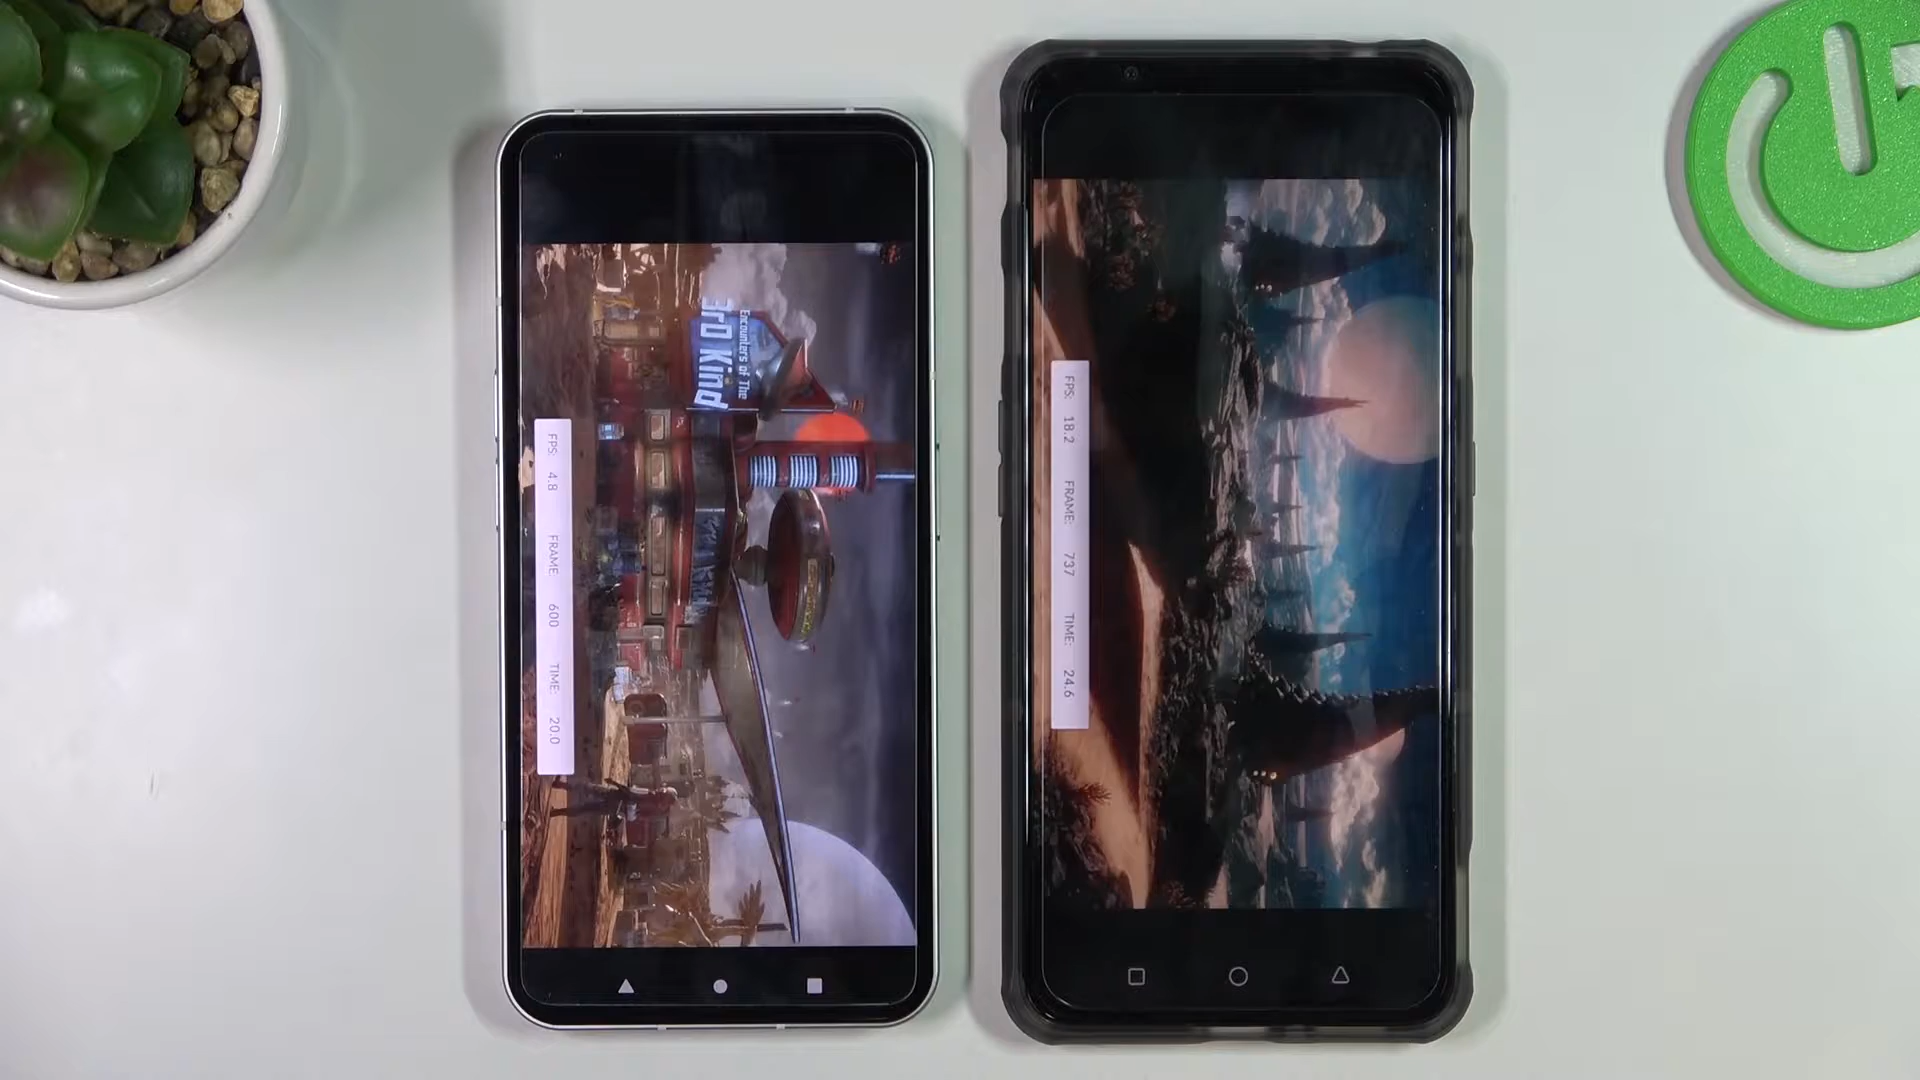 Encounters of The
3rD Kind
FPS: 4.8 FRAME: 600 TIME: 20.0
FPS: 18.2 FRAME: 737 TIME: 24.6